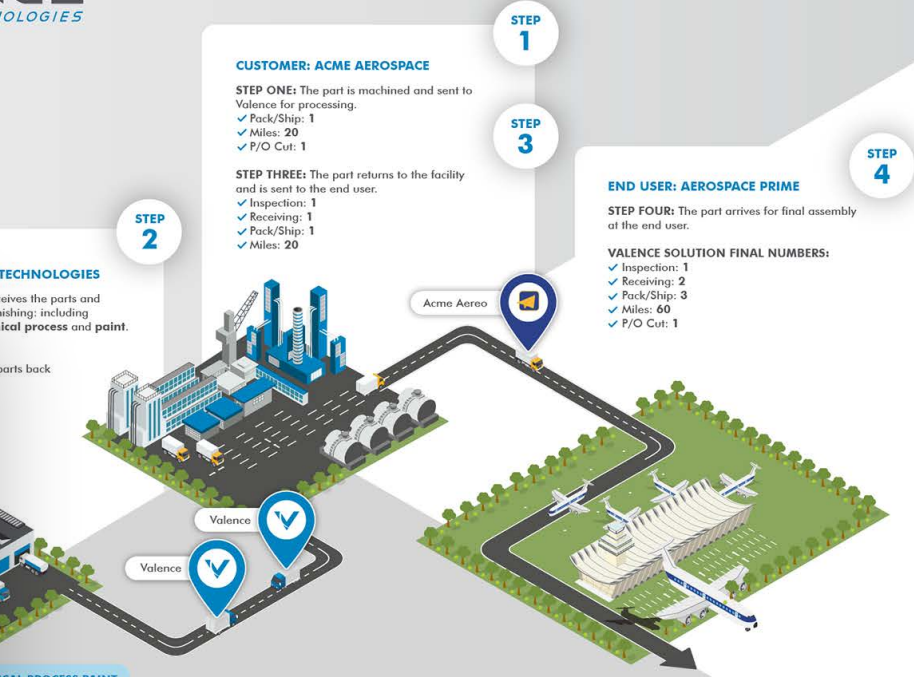 OLOGIES
STEP
1
CUSTOMER: ACME AEROSPACE
STEP ONE: The part is machined and sent to
Valence for processing.
✓ Pack/Ship: 1
✓ Miles: 20
✓ P/O Cut: 1
STEP
3
STEP THREE: The part returns to the facility
and is sent to the end user.
✓ Inspection: 1
✓ Receiving: 1
✓ Pack/Ship: 1
✓ Miles: 20
STEP
4
END USER: AEROSPACE PRIME
STEP FOUR: The part arrives for final assembly
at the end user.
VALENCE SOLUTION FINAL NUMBERS:
✓ Inspection: 1
✓ Receiving: 2
✓ Pack/Ship: 3
✓ Miles: 60
✓ P/O Cut: 1
STEP
2
TECHNOLOGIES
ceives the parts and
nishing: including
ical process and paint.
parts back
Acme Aereo
Valence
Valence